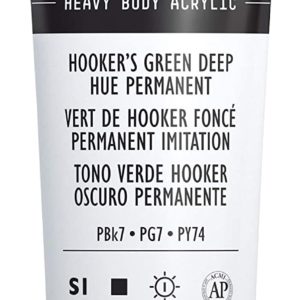 HEAVY BODY ACRYLIC
HOOKER'S GREEN DEEP
HUE PERMANENT
VERT DE HOOKER FONCÉ
PERMANENT IMITATION
TONO VERDE HOOKER
OSCURO PERMANENTE
PBk7 • PG7 • PY74
SI I AP